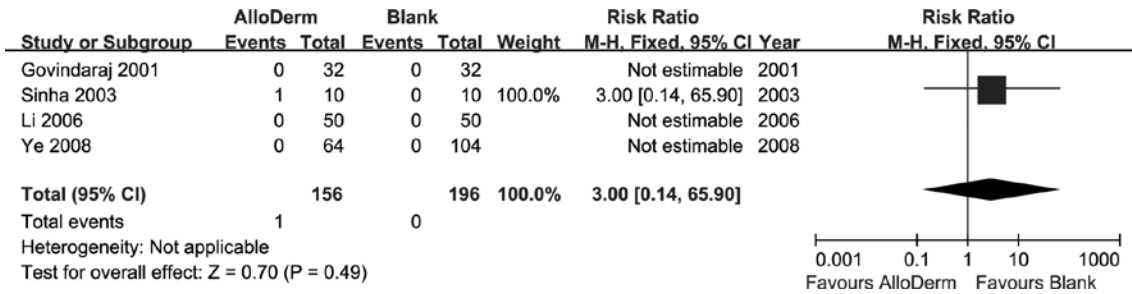 AlloDerm Blank Risk Ratio Risk Ratio
Study or Subgroup Events Total Events Total Weight M-H, Fixed, 95% CI Year M-H, Fixed, 95% CI
Govindaraj 2001 0 32 0 32 Not estimable 2001
Sinha 2003 1 10 0 10 100.0% 3.00 [0.14, 65.90] 2003
Li 2006 0 50 0 50 Not estimable 2006
Ye 2008 0 64 0 104 Not estimable 2008
Total (95% CI) 156 196 100.0% 3.00 [0.14, 65.90]
Total events 1 0
Heterogeneity: Not applicable
Test for overall effect: Z = 0.70 (P = 0.49)
0.001 0.1 1 10 1000
Favours AlloDerm Favours Blank